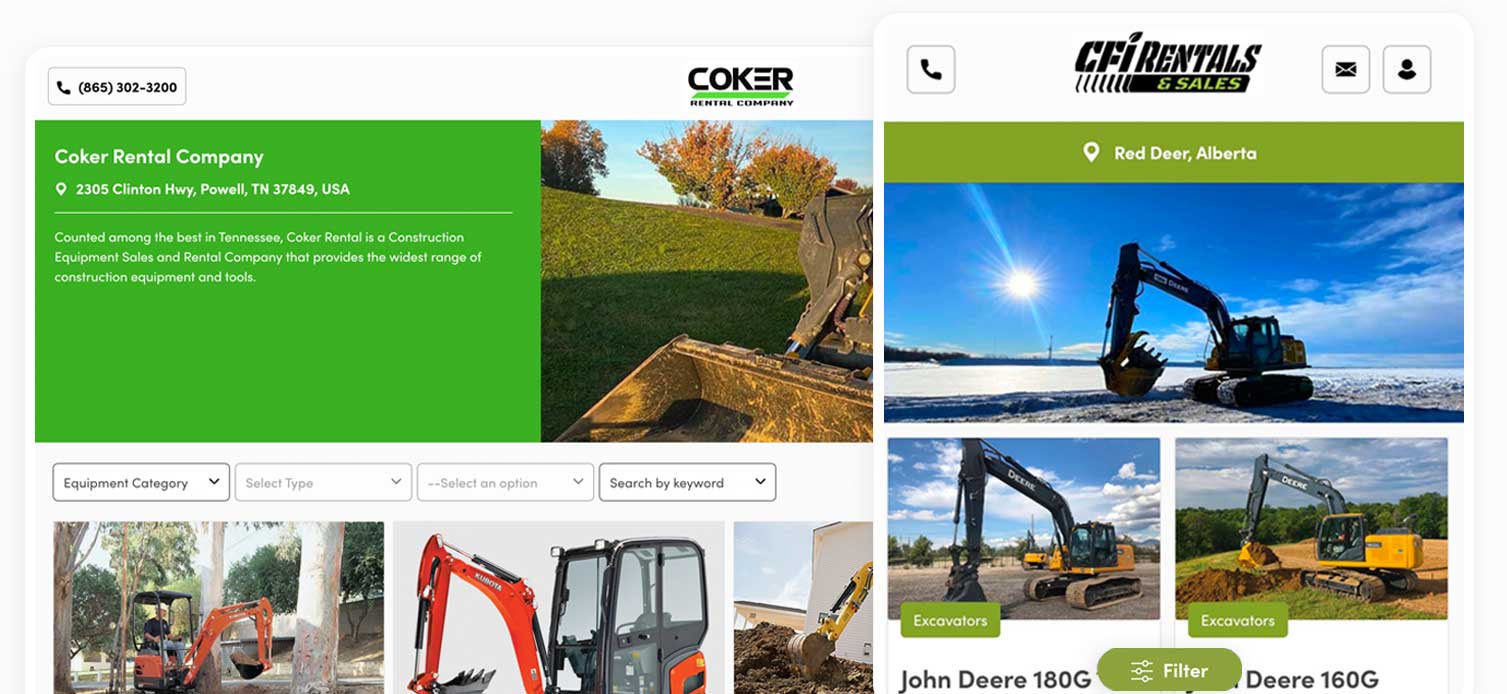 (865) 302-3200
COKER
RENTAL COMPANY
Coker Rental Company
2305 Clinton Hwy, Powell, TN 37849, USA
Counted among the best in Tennessee, Coker Rental is a Construction
Equipment Sales and Rental Company that provides the widest range of
construction equipment and tools.
Equipment Category
Select Type
--Select an option
Search by keyword
KUBOTA
CFI RENTALS
& SALES
Red Deer, Alberta
DEERE
DEERE
DEERE
Excavators
Excavators
John Deere 180G
Deere 160G
Filter